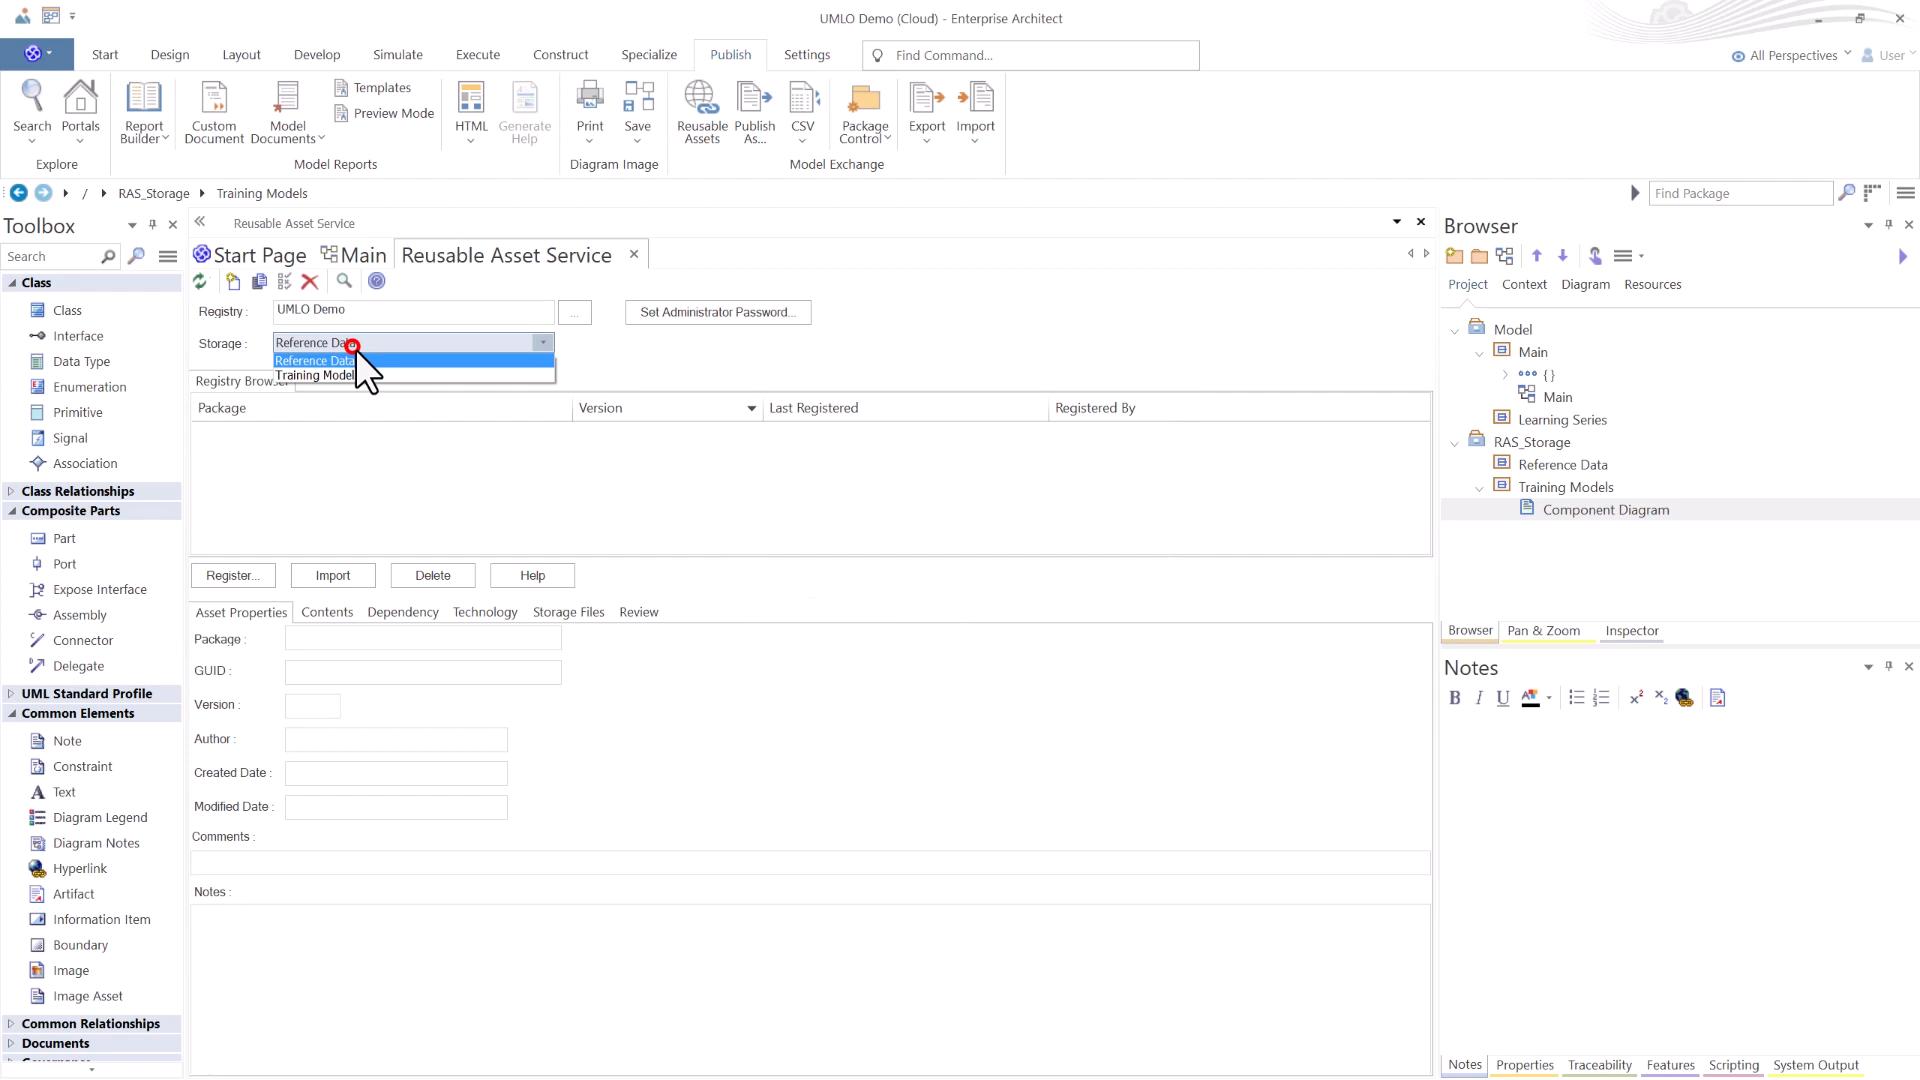 UMLO Demo (Cloud) - Enterprise Architect
Start Design Layout Develop Simulate Execute Construct Specialize Publish Settings Find Command... All Perspectives User
Search Portals Report Builder Custom Document Model Documents Templates Preview Mode HTML Generate Help Print Save Reusable Assets Publish As... CSV Package Control Export Import
Explore Model Reports Diagram Image Model Exchange
/ RAS_Storage Training Models Find Package
Toolbox
Search
Class
Class
Interface
Data Type
Enumeration
Primitive
Signal
Association
Class Relationships
Composite Parts
Part
Port
Expose Interface
Assembly
Connector
Delegate
UML Standard Profile
Common Elements
Note
Constraint
Text
Diagram Legend
Diagram Notes
Hyperlink
Artifact
Information Item
Boundary
Image
Image Asset
Common Relationships
Documents
Reusable Asset Service
Start Page Main Reusable Asset Service
Registry : UMLO Demo ... Set Administrator Password...
Storage : Reference Data
Reference Data
Training Model
Registry Browser
Package Version Last Registered Registered By
Register... Import Delete Help
Asset Properties Contents Dependency Technology Storage Files Review
Package :
GUID :
Version :
Author :
Created Date :
Modified Date :
Comments :
Notes :
Browser
Project Context Diagram Resources
Model
Main
{ }
Main
Learning Series
RAS_Storage
Reference Data
Training Models
Component Diagram
Browser Pan & Zoom Inspector
Notes
B I U A x² x₂
Notes Properties Traceability Features Scripting System Output